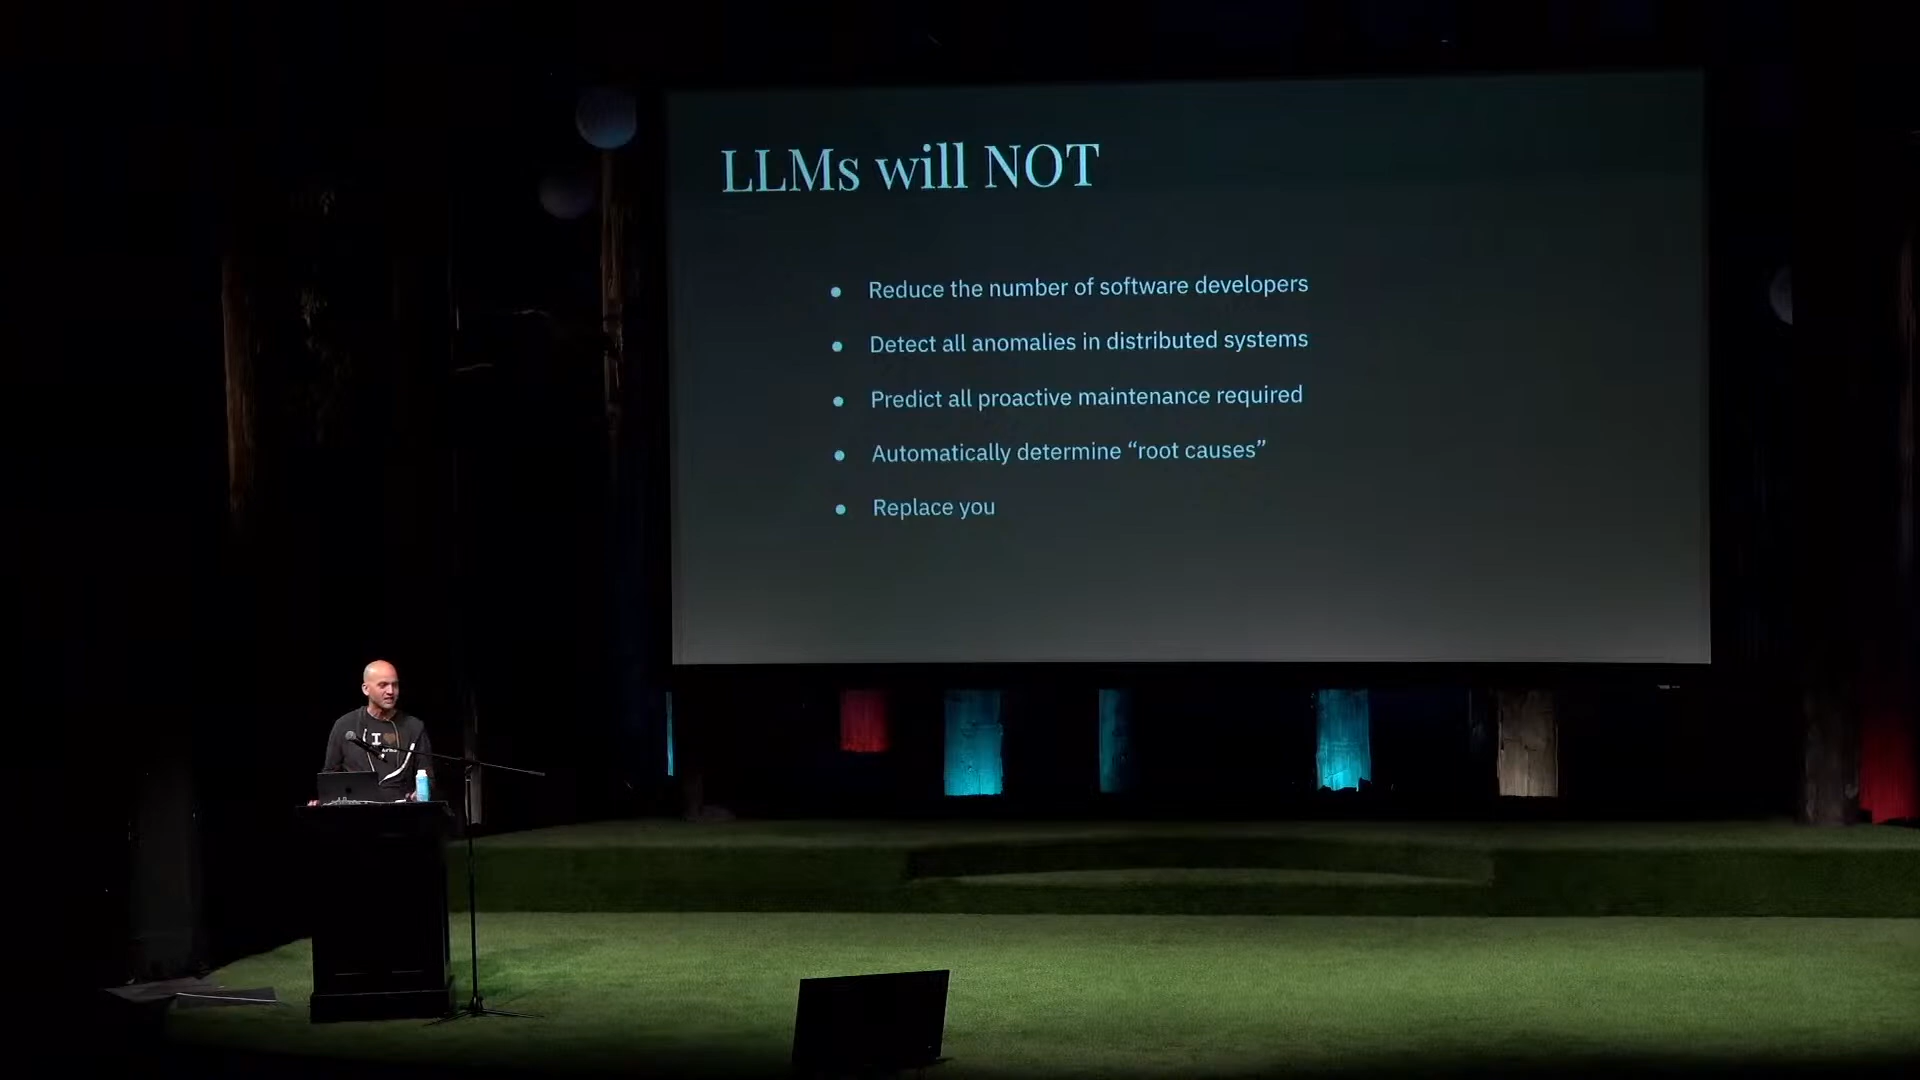 LLMs will NOT
● Reduce the number of software developers
● Detect all anomalies in distributed systems
● Predict all proactive maintenance required
● Automatically determine “root causes”
● Replace you
I